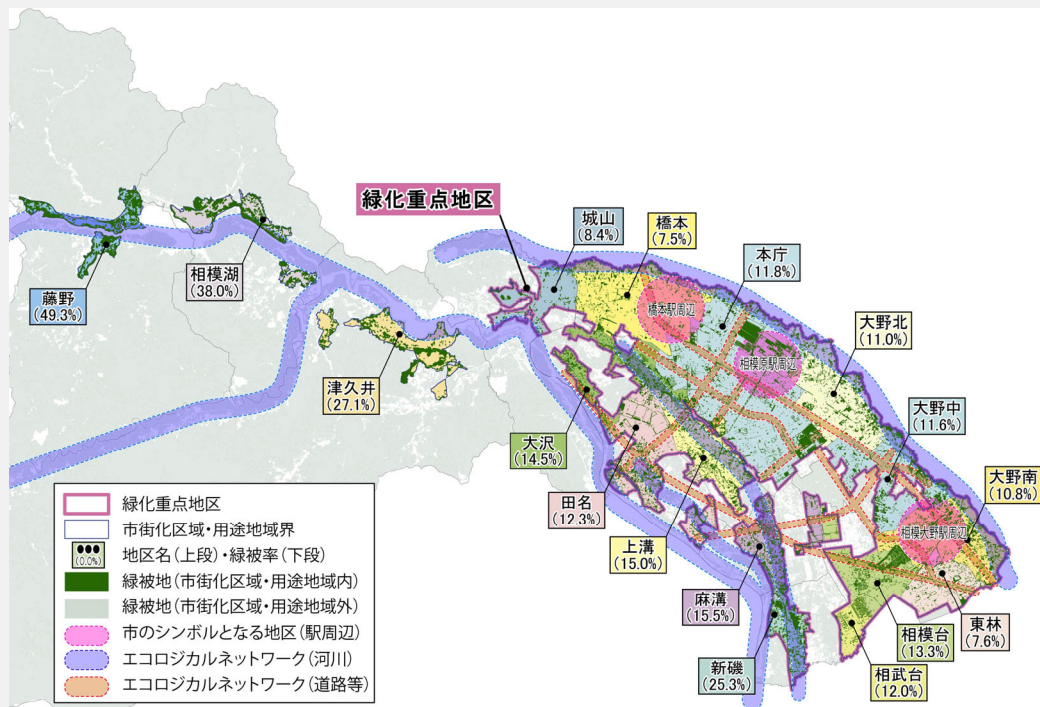 緑化重点地区
城山
(8.4%)
橋本
(7.5%)
本庁
(11.8%)
橋本駅周辺
相模湖
(38.0%)
藤野
(49.3%)
大野北
(11.0%)
相模原駅周辺
津久井
(27.1%)
大沢
(14.5%)
大野中
(11.6%)
田名
(12.3%)
大野南
(10.8%)
上溝
(15.0%)
相模大野駅周辺
麻溝
(15.5%)
新磯
(25.3%)
相武台
(12.0%)
相模台
(13.3%)
東林
(7.6%)
緑化重点地区
市街化区域・用途地域界
(0.0%)
地区名(上段)・緑被率(下段)
緑被地(市街化区域・用途地域内)
緑被地(市街化区域・用途地域外)
市のシンボルとなる地区(駅周辺)
エコロジカルネットワーク(河川)
エコロジカルネットワーク(道路等)